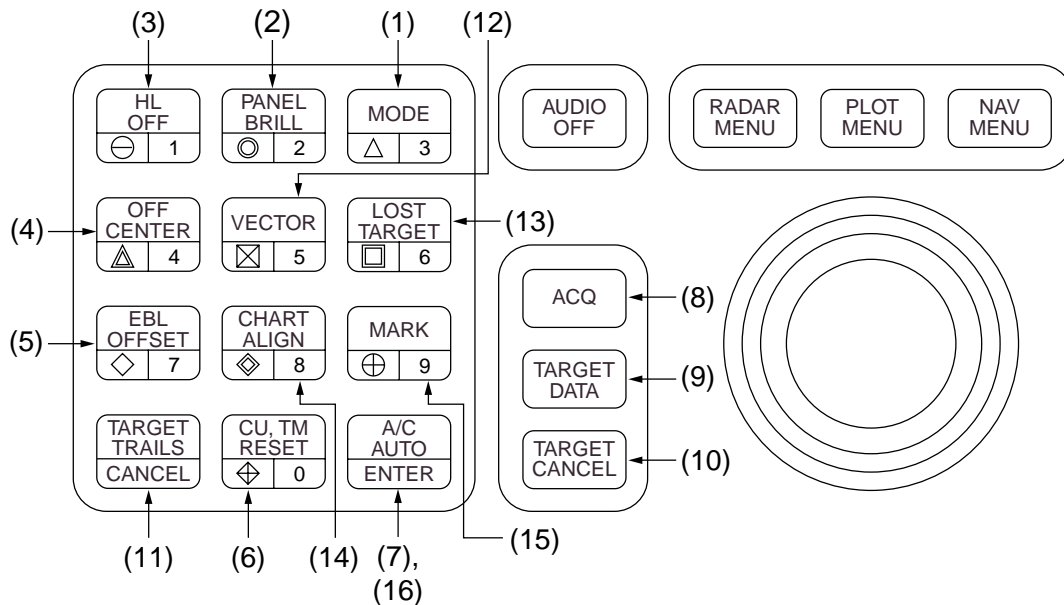 (3) (2) (1) (12)
HL
OFF
1
PANEL
BRILL
2
MODE
3
AUDIO
OFF
RADAR
MENU
PLOT
MENU
NAV
MENU
(4)
OFF
CENTER
4
VECTOR
5
LOST
TARGET
6
(13)
ACQ
(8)
(5)
EBL
OFFSET
7
CHART
ALIGN
8
MARK
9
TARGET
DATA
(9)
TARGET
TRAILS
CANCEL
CU, TM
RESET
0
A/C
AUTO
ENTER
TARGET
CANCEL
(10)
(11) (6) (14) (7),
(16)
(15)